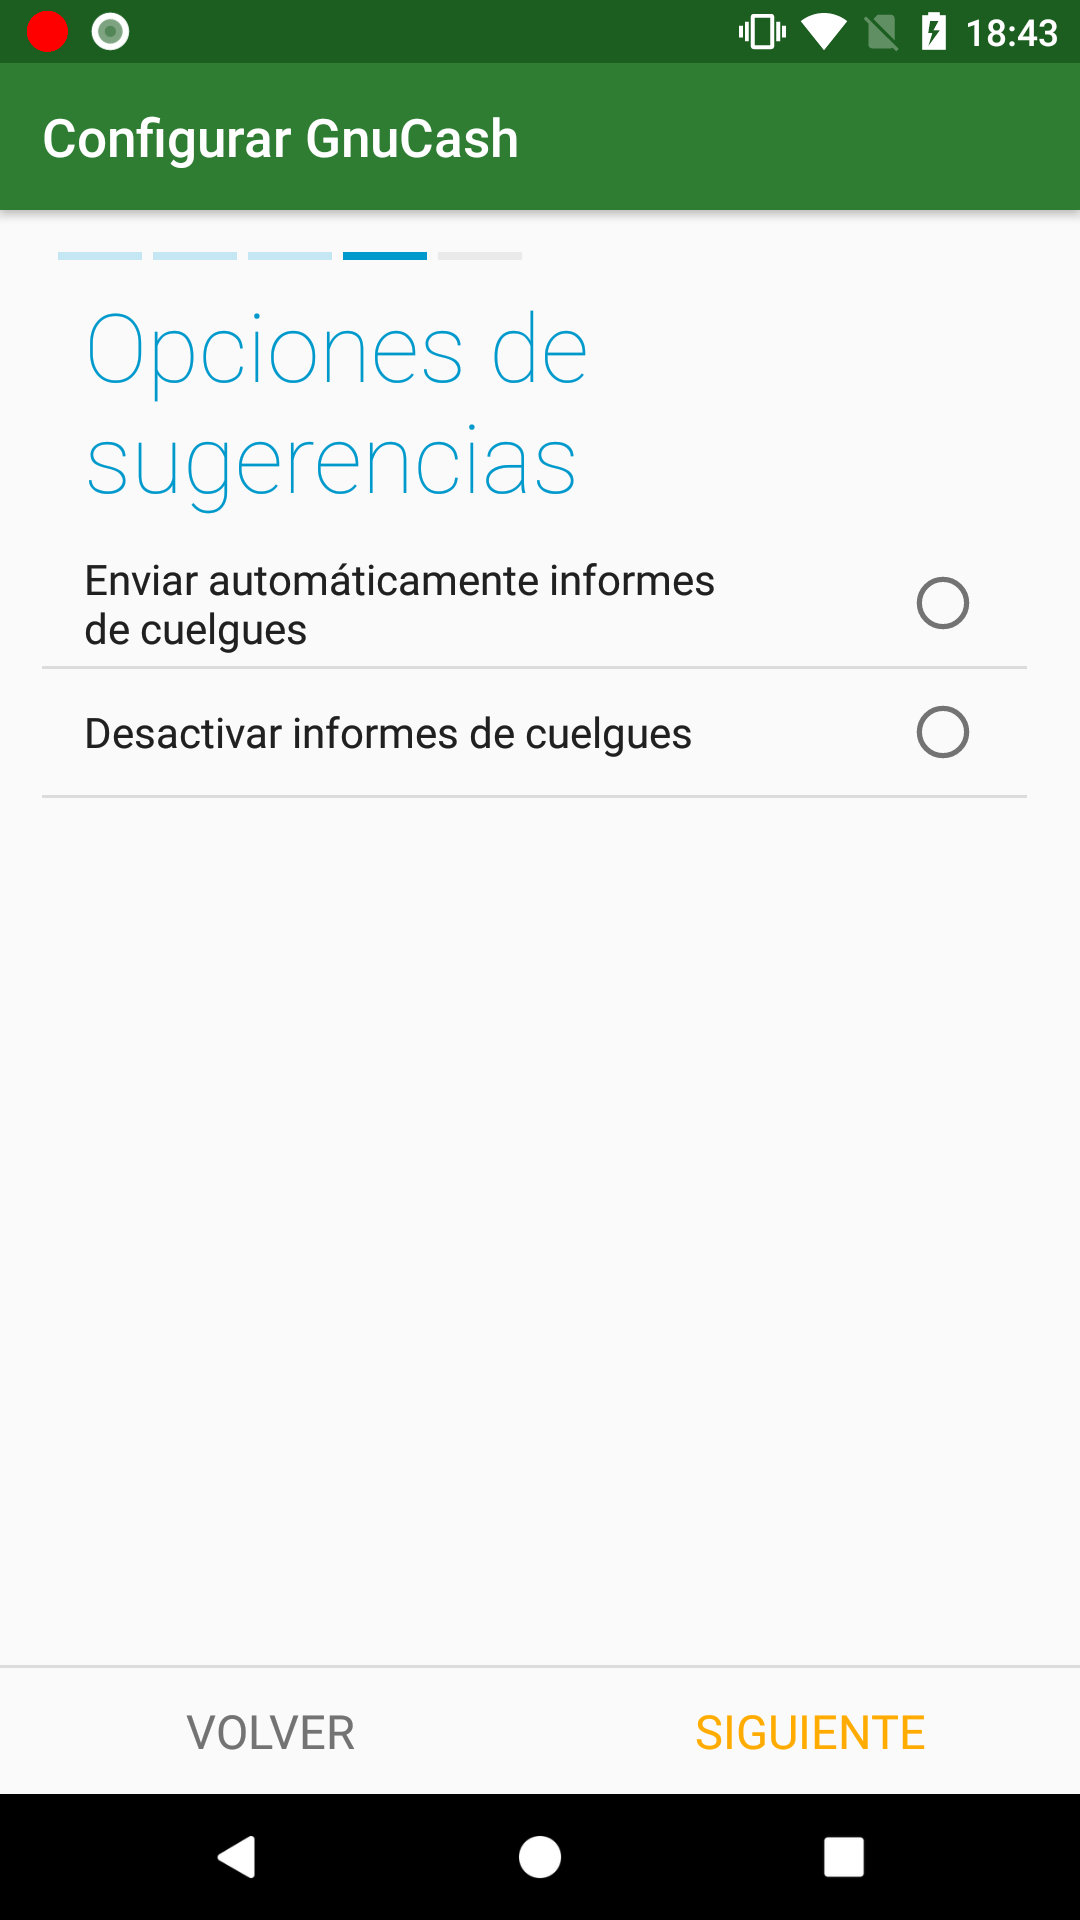 18:43
Configurar GnuCash
Opciones de
sugerencias
Enviar automáticamente informes
de cuelgues
Desactivar informes de cuelgues
VOLVER
SIGUIENTE